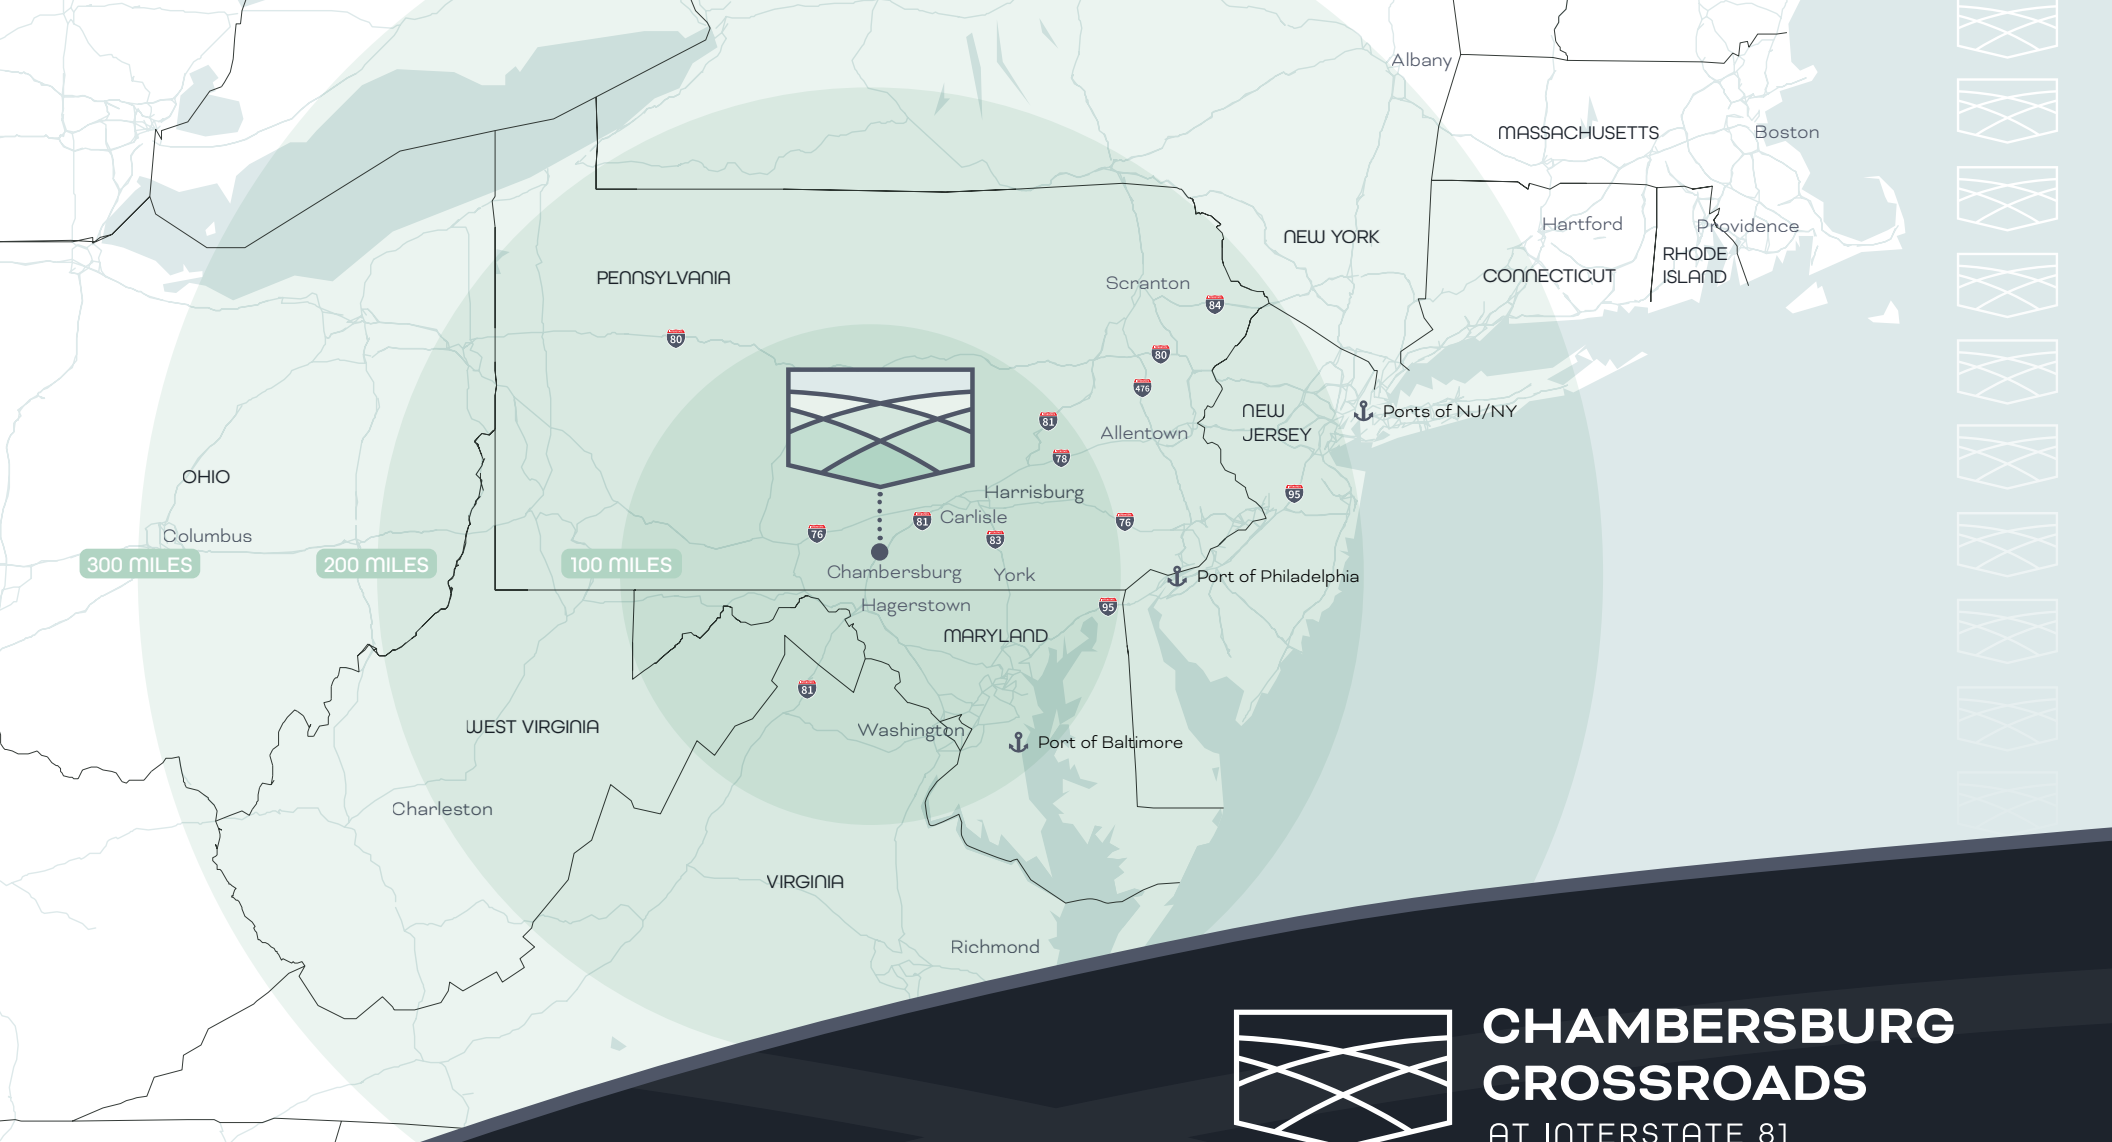 Albany
MASSACHUSETTS
Boston
Hartford
Providence
NEW YORK
RHODE
ISLAND
CONNECTICUT
PENNSYLVANIA
Scranton
84
80
80
476
NEW
JERSEY
Ports of NJ/NY
81
Allentown
78
OHIO
Harrisburg
95
Carlisle
81
76
76
83
Columbus
300 MILES
200 MILES
100 MILES
Chambersburg
York
Port of Philadelphia
Hagerstown
95
MARYLAND
81
WEST VIRGINIA
Washington
Port of Baltimore
Charleston
VIRGINIA
Richmond
CHAMBERSBURG
CROSSROADS
AT INTERSTATE 81